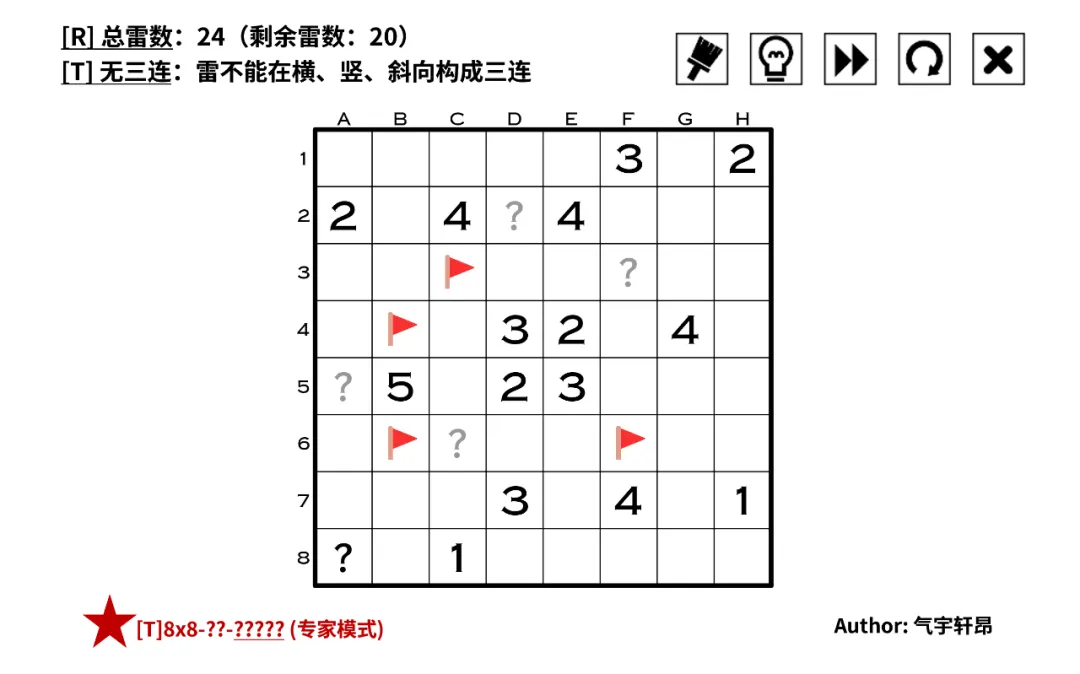 [R] 总雷数：24（剩余雷数：20）
[T] 无三连：雷不能在横、竖、斜向构成三连
A B C D E F G H
1 3 2
2 2 4 ? 4
3 ?
4 3 2 4
5 ? 5 2 3
6 ?
7 3 4 1
8 ? 1
[T]8x8-??-????? (专家模式)
Author: 气宇轩昂